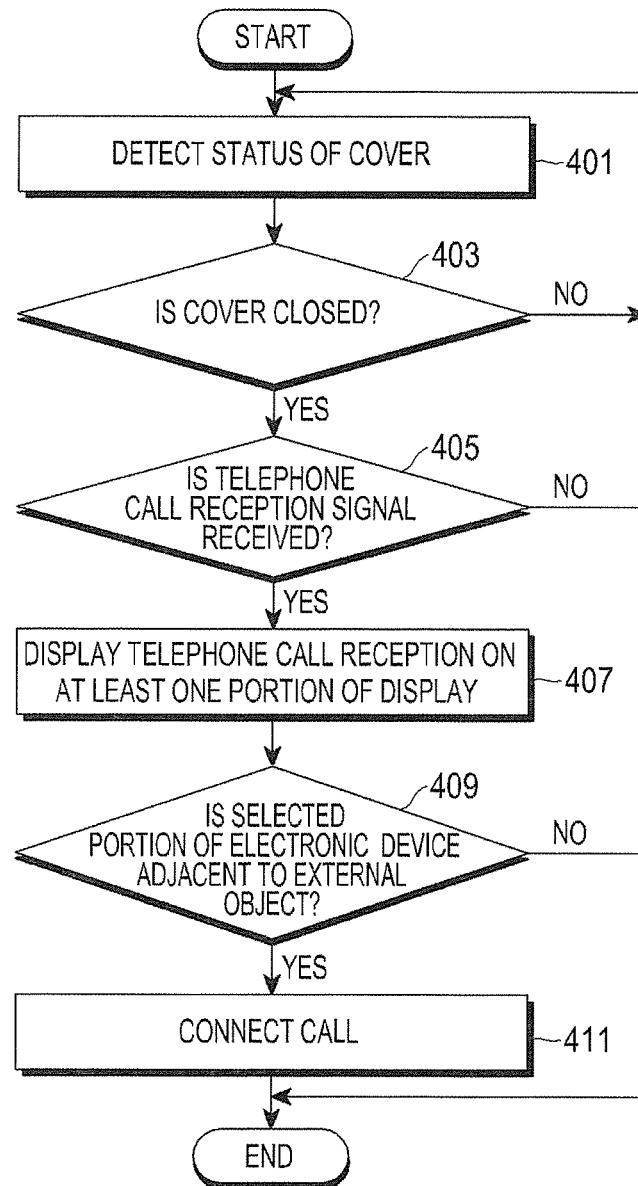 START
DETECT STATUS OF COVER
401
403
IS COVER CLOSED?
NO
YES
405
IS TELEPHONE
CALL RECEPTION SIGNAL
RECEIVED?
NO
YES
DISPLAY TELEPHONE CALL RECEPTION ON
AT LEAST ONE PORTION OF DISPLAY
407
409
IS SELECTED
PORTION OF ELECTRONIC DEVICE
ADJACENT TO EXTERNAL
OBJECT?
NO
YES
CONNECT CALL
411
END